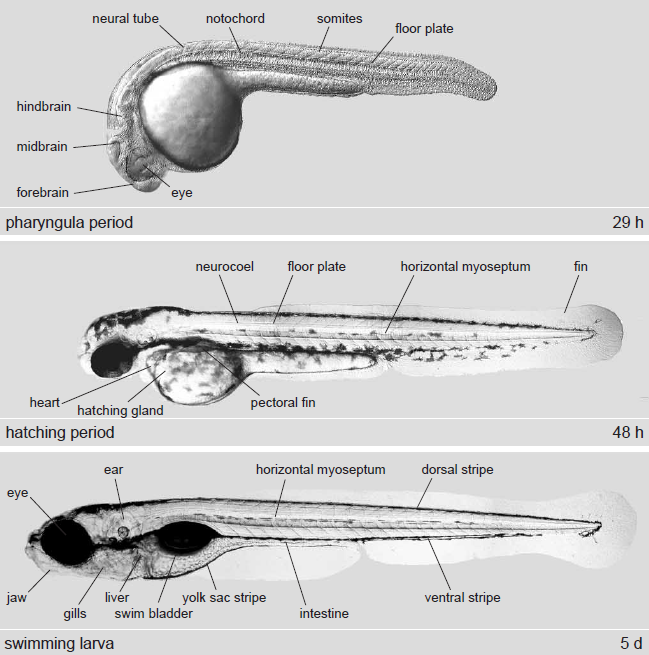 neural tube
notochord
somites
floor plate
hindbrain
midbrain
forebrain
eye
pharyngula period
29 h
neurocoel
floor plate
horizontal myoseptum
fin
heart
hatching gland
pectoral fin
hatching period
48 h
ear
horizontal myoseptum
dorsal stripe
eye
jaw
gills
liver
swim bladder
yolk sac stripe
intestine
ventral stripe
swimming larva
5 d